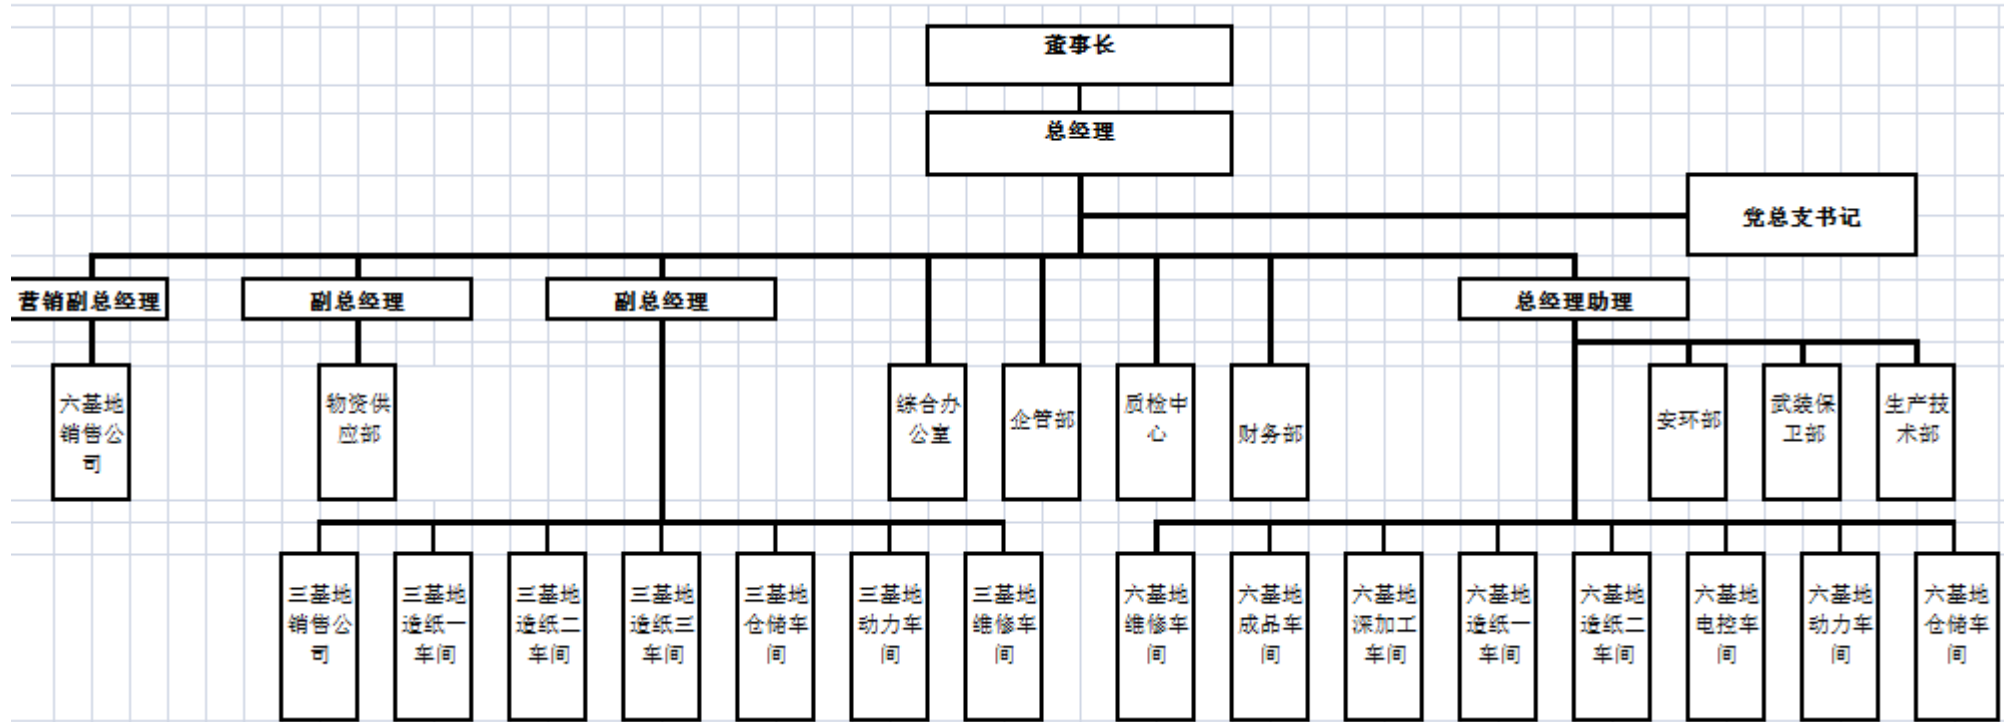 董事长
总经理
党总支书记
营销副总经理
副总经理
副总经理
总经理助理
六基地
销售公
司
物资供
应部
综合办
公室
企管部
质检中
心
财务部
安环部
武装保
卫部
生产技
术部
三基地
销售公
司
三基地
造纸一
车间
三基地
造纸二
车间
三基地
造纸三
车间
三基地
仓储车
间
三基地
动力车
间
三基地
维修车
间
六基地
维修车
间
六基地
成品车
间
六基地
深加工
车间
六基地
造纸一
车间
六基地
造纸二
车间
六基地
电控车
间
六基地
动力车
间
六基地
仓储车
间